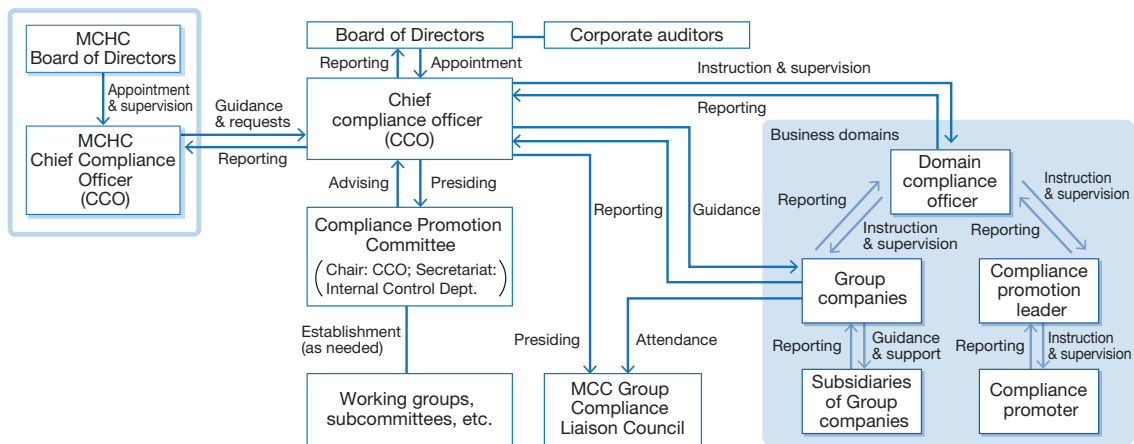 MCHC
Board of Directors
Appointment
& supervision
MCHC
Chief Compliance
Officer
(CCO)
Guidance
& requests
Reporting
Board of Directors
Corporate auditors
Reporting
Appointment
Chief
compliance officer
(CCO)
Instruction & supervision
Reporting
Advising
Presiding
Compliance Promotion
Committee
(Chair: CCO; Secretariat:
Internal Control Dept.)
Establishment
(as needed)
Working groups,
subcommittees, etc.
Reporting
Guidance
Presiding
Attendance
MCC Group
Compliance
Liaison Council
Business domains
Domain
compliance
officer
Reporting
Instruction
& supervision
Instruction
& supervision
Reporting
Group
companies
Compliance
promotion
leader
Reporting
Guidance
& support
Reporting
Instruction
& supervision
Subsidiaries
of Group
companies
Compliance
promoter